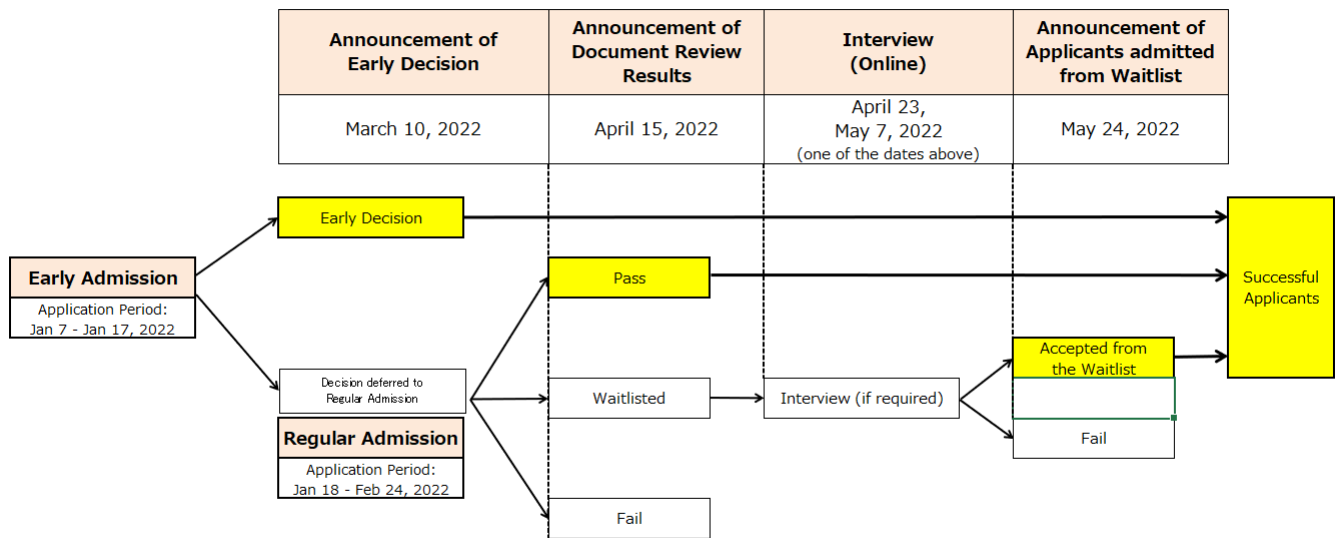 Announcement of
Early Decision
Announcement of
Document Review
Results
Interview
(Online)
Announcement of
Applicants admitted
from Waitlist
March 10, 2022
April 15, 2022
April 23,
May 7, 2022
(one of the dates above)
May 24, 2022
Early Decision
Early Admission
Application Period:
Jan 7 - Jan 17, 2022
Pass
Successful
Applicants
Accepted from
the Waitlist
Decision deferred to
Regular Admission
Waitlisted
Interview (if required)
Fail
Regular Admission
Application Period:
Jan 18 - Feb 24, 2022
Fail